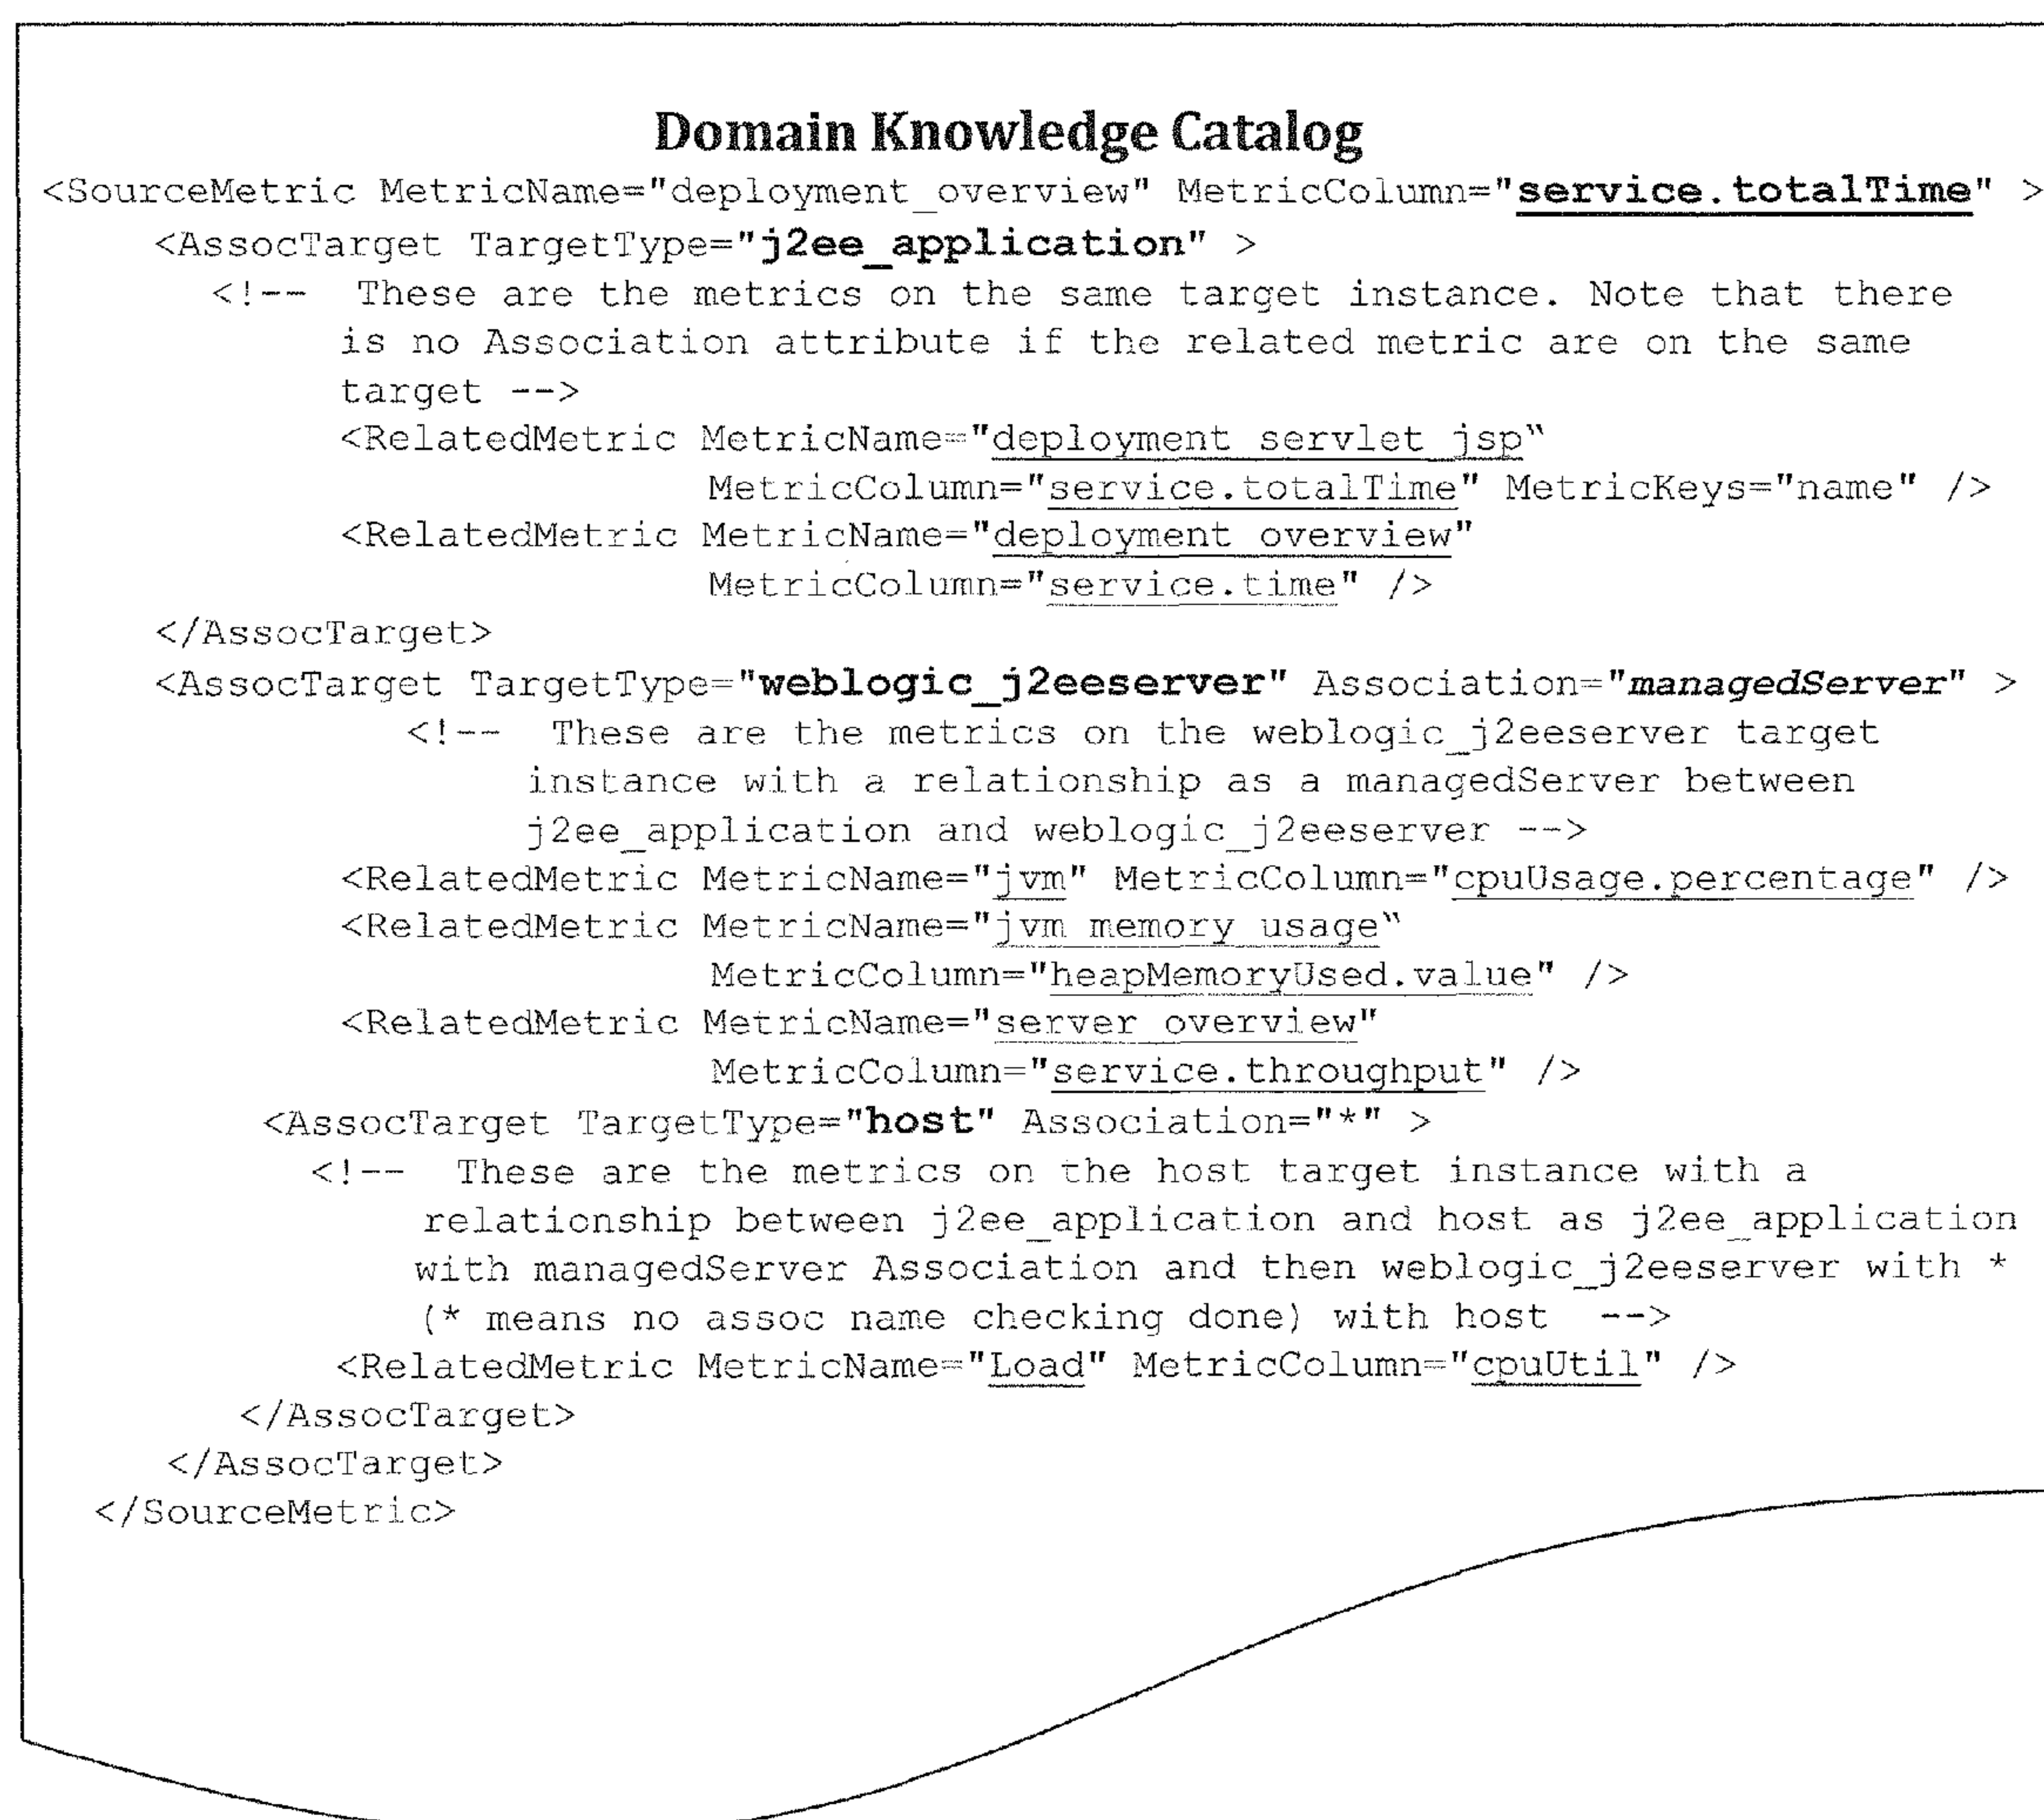 Domain Knowledge Catalog
<SourceMetric MetricName="deployment_overview" MetricColumn="service.totalTime" >
<AssocTarget TargetType="j2ee_application" >
<!-- These are the metrics on the same target instance. Note that there
is no Association attribute if the related metric are on the same
target -->
<RelatedMetric MetricName="deployment_servlet_jsp“
MetricColumn="service.totalTime" MetricKeys="name" />
<RelatedMetric MetricName="deployment_overview"
MetricColumn="service.time" />
</AssocTarget>
<AssocTarget TargetType="weblogic_j2eeserver" Association="managedServer" >
<!-- These are the metrics on the weblogic_j2eeserver target
instance with a relationship as a managedServer between
j2ee_application and weblogic_j2eeserver -->
<RelatedMetric MetricName="jvm" MetricColumn="cpuUsage.percentage" />
<RelatedMetric MetricName="jvm_memory_usage“
MetricColumn="heapMemoryUsed.value" />
<RelatedMetric MetricName="server_overview"
MetricColumn="service.throughput" />
<AssocTarget TargetType="host" Association="*" >
<!-- These are the metrics on the host target instance with a
relationship between j2ee_application and host as j2ee_application
with managedServer Association and then weblogic_j2eeserver with *
(* means no assoc name checking done) with host -->
<RelatedMetric MetricName="Load" MetricColumn="cpuUtil" />
</AssocTarget>
</AssocTarget>
</SourceMetric>